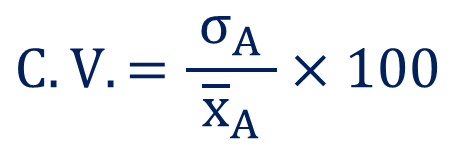 C. V. = σ_A / x̅_A × 100